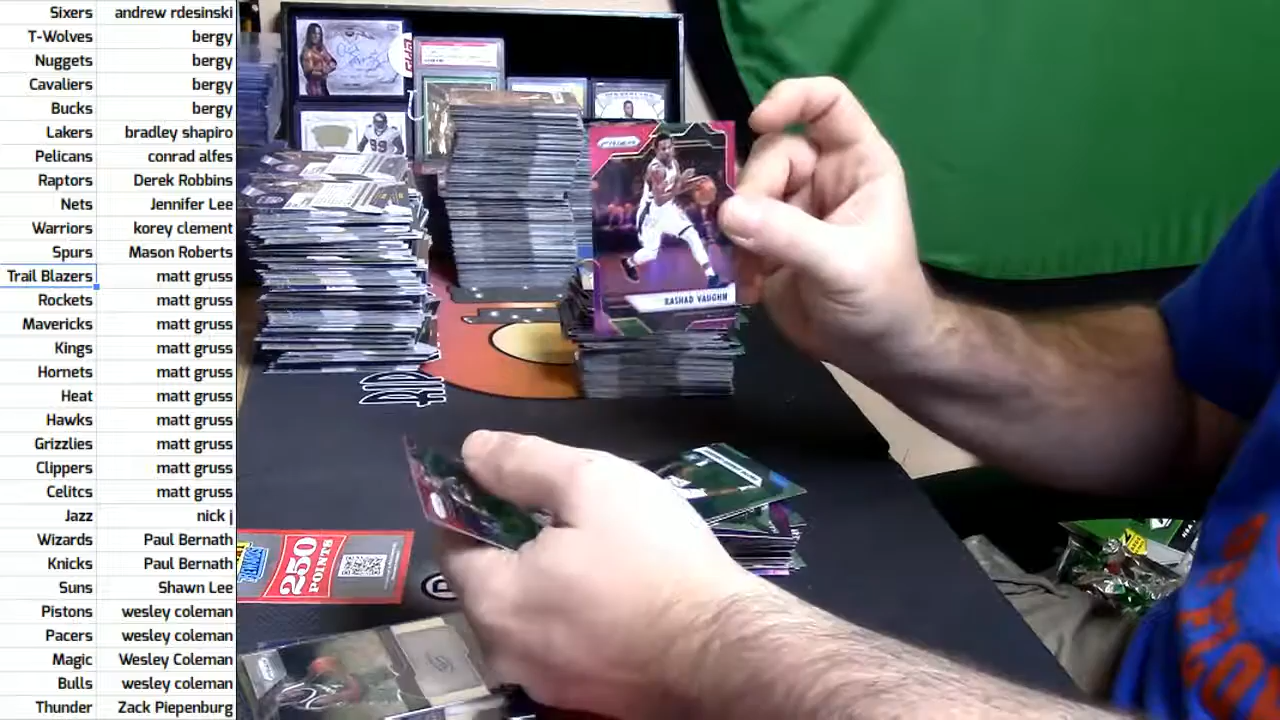 Sixers andrew rdesinski
T-Wolves bergy
Nuggets bergy
Cavaliers bergy
Bucks bergy
Lakers bradley shapiro
Pelicans conrad alfes
Raptors Derek Robbins
Nets Jennifer Lee
Warriors korey clement
Spurs Mason Roberts
Trail Blazers matt gruss
Rockets matt gruss
Mavericks matt gruss
Kings matt gruss
Hornets matt gruss
Heat matt gruss
Hawks matt gruss
Grizzlies matt gruss
Clippers matt gruss
Celitcs matt gruss
Jazz nick j
Wizards Paul Bernath
Knicks Paul Bernath
Suns Shawn Lee
Pistons wesley coleman
Pacers wesley coleman
Magic Wesley Coleman
Bulls wesley coleman
Thunder Zack Piepenburg
PRIZM
RASHAD VAUGHN
RIP
250
POINTS
99